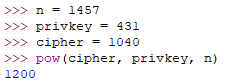 >>> n = 1457
>>> privkey = 431
>>> cipher = 1040
>>> pow(cipher, privkey, n)
1200